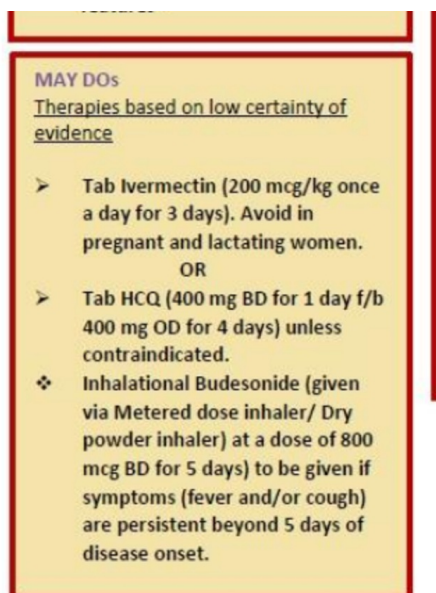 MAY DOs
Therapies based on low certainty of
evidence
➢ Tab Ivermectin (200 mcg/kg once
a day for 3 days). Avoid in
pregnant and lactating women.
OR
➢ Tab HCQ (400 mg BD for 1 day f/b
400 mg OD for 4 days) unless
contraindicated.
❖ Inhalational Budesonide (given
via Metered dose inhaler/ Dry
powder inhaler) at a dose of 800
mcg BD for 5 days) to be given if
symptoms (fever and/or cough)
are persistent beyond 5 days of
disease onset.